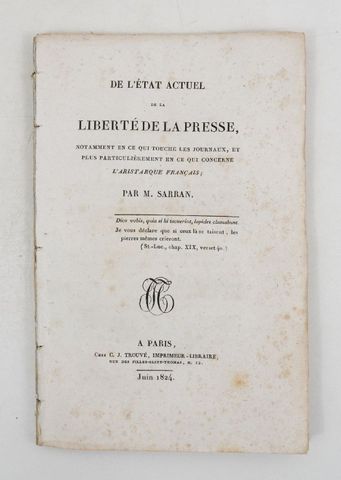 DE L'ÉTAT ACTUEL
DE LA
LIBERTÉ DE LA PRESSE,
NOTAMMENT EN CE QUI TOUCHE LES JOURNAUX, ET
PLUS PARTICULIÈREMENT EN CE QUI CONCERNE
L'ARISTARQUE FRANÇAIS;
PAR M. SARRAN.
Dico vobis, quia si hi tacuerint, lapides clamabunt.
Je vous déclare que si ceux là se taisent, les
pierres mêmes crieront.
(St.-Luc, chap. XIX, verset 40.)
A PARIS,
Chez C. J. TROUVÉ, IMPRIMEUR-LIBRAIRE,
RUE DES FILLES-SAINT-THOMAS, N. 12.
Juin 1824.